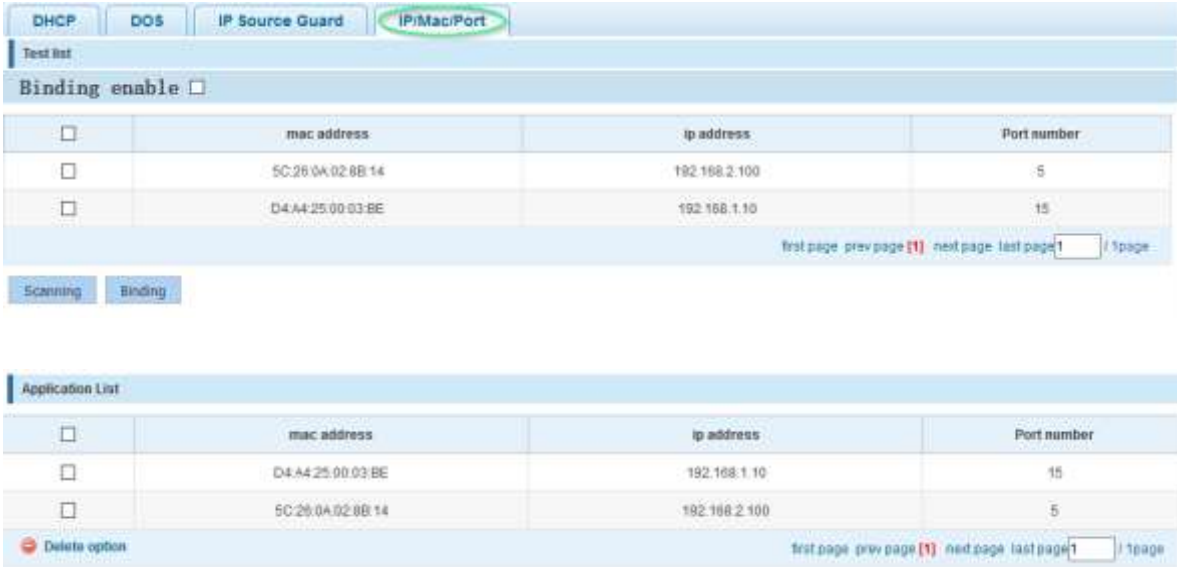 DHCP DOS IP Source Guard IP/Mac/Port
Test list
Binding enable
mac address ip address Port number
5C:26:0A:02:8B:14 192.168.2.100 5
D4:A4:25:00:03:BE 192.168.1.10 15
first page prev page [1] next page last page 1 / 1page
Scanning Binding
Application List
mac address ip address Port number
D4:A4:25:00:03:BE 192.168.1.10 15
5C:26:0A:02:8B:14 192.168.2.100 5
Delete option first page prev page [1] next page last page 1 / 1page